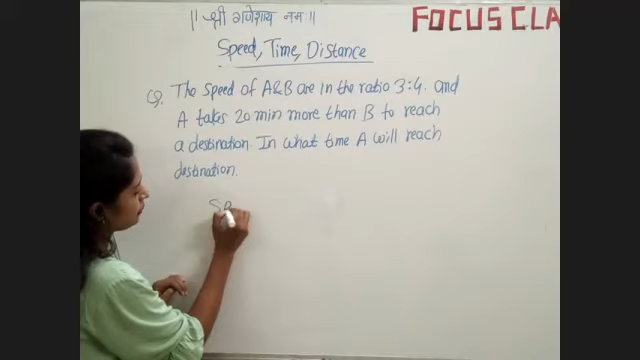 || श्री गणेशाय नमः ||
FOCUS CLA
Speed, Time, Distance
Q. The Speed of A&B are in the ratio 3:4. and
A takes 20 min more than B to reach
a destination. In what time A will reach
destination.